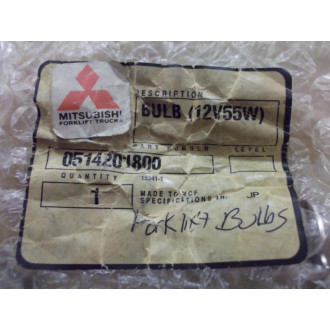 MITSUBISHI
FORKLIFT TRUCKS
DESCRIPTION
BULB (12V55W)
PART NUMBER
LEVEL
0514201800
QUANTITY
1
MADE TO MCF
SPECIFICATIONS IN:
JP
Forklift Bulbs